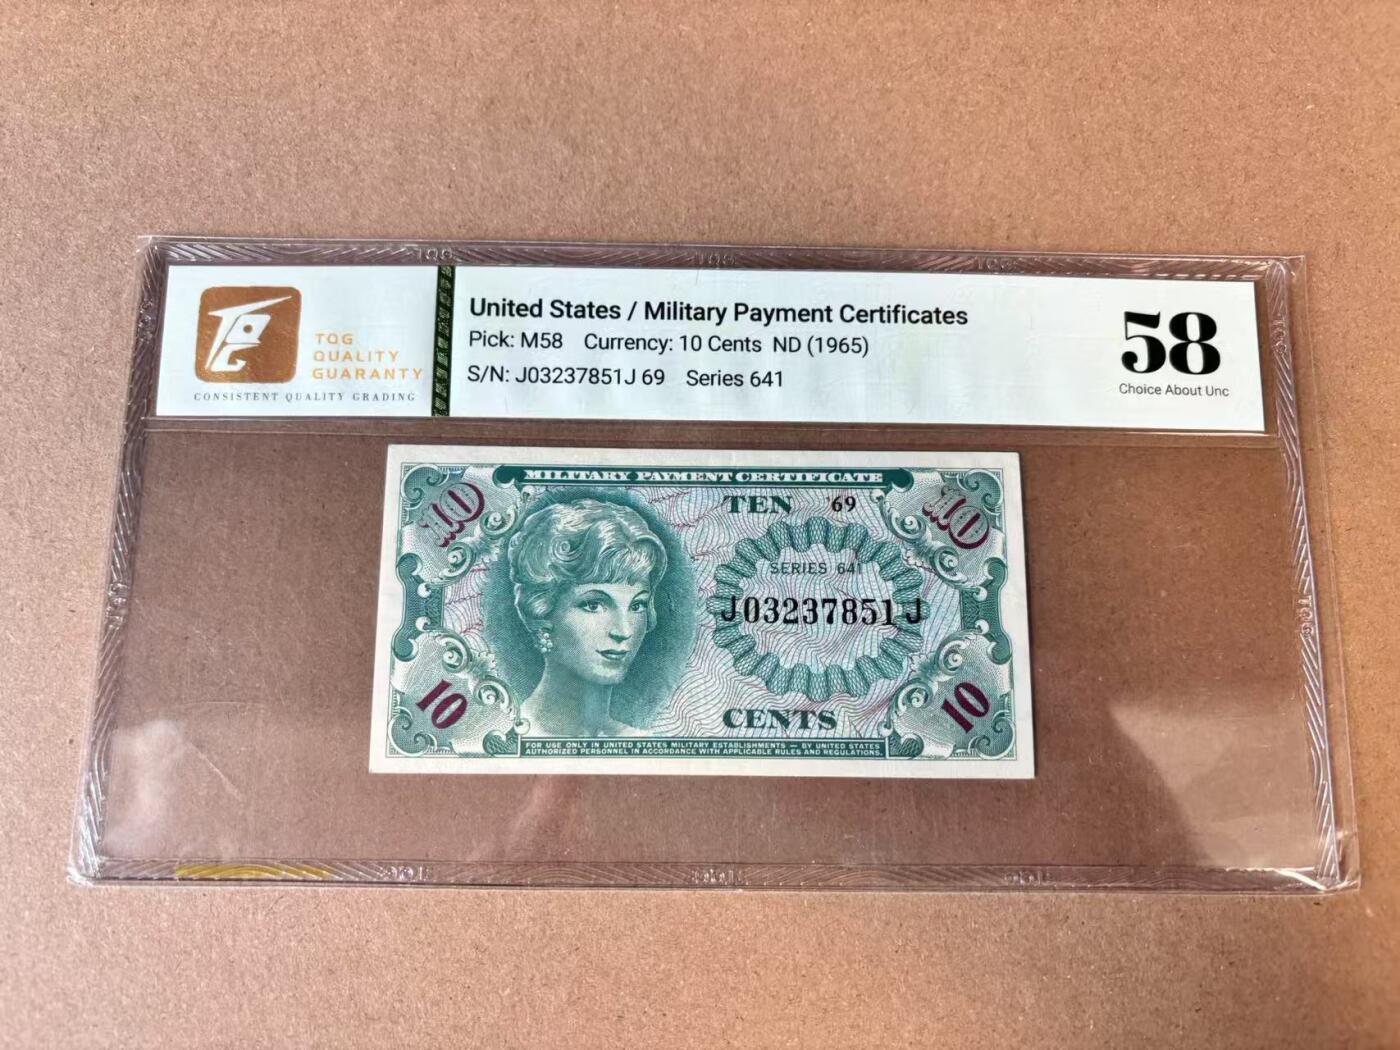 TQG
QUALITY
GUARANTY
CONSISTENT QUALITY GRADING
United States / Military Payment Certificates
Pick: M58 Currency: 10 Cents ND (1965)
S/N: J03237851J 69 Series 641
58
Choice About Unc
MILITARY PAYMENT CERTIFICATE
10
TEN 69
10
SERIES 641
J03237851J
10
CENTS
10
FOR USE ONLY IN UNITED STATES MILITARY ESTABLISHMENTS — BY UNITED STATES
AUTHORIZED PERSONNEL IN ACCORDANCE WITH APPLICABLE RULES AND REGULATIONS.